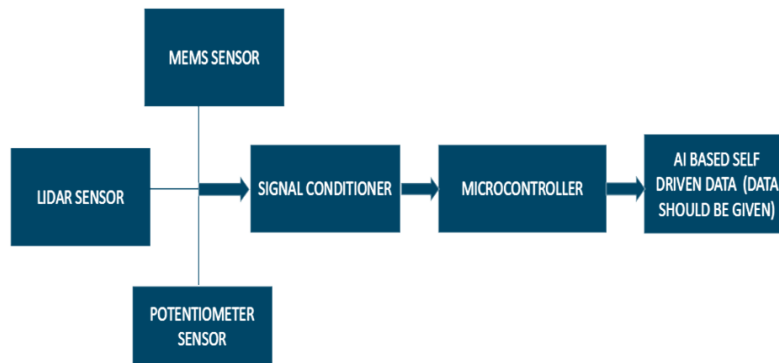 MEMS SENSOR
LIDAR SENSOR
SIGNAL CONDITIONER
MICROCONTROLLER
AI BASED SELF
DRIVEN DATA (DATA
SHOULD BE GIVEN)
POTENTIOMETER
SENSOR